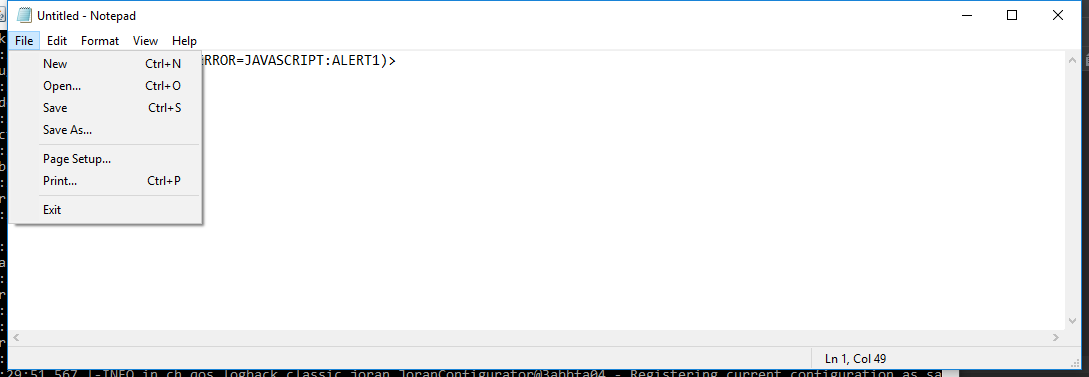 Untitled - Notepad
File Edit Format View Help
New Ctrl+N
RROR=JAVASCRIPT:ALERT1)>
Open... Ctrl+O
Save Ctrl+S
Save As...
Page Setup...
Print... Ctrl+P
Exit
Ln 1, Col 49
:29:51,567 |-INFO in ch.qos.logback.classic.joran.JoranConfigurator@3abbfa04 - Registering current configuration as sa